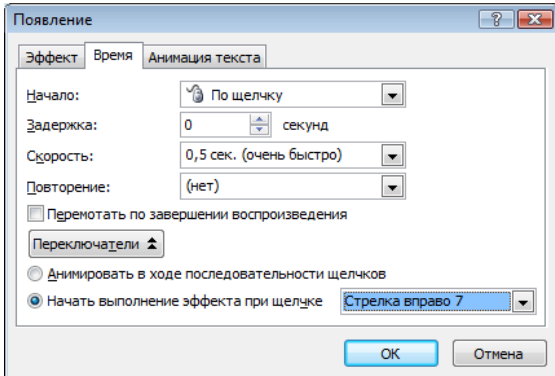 Появление
Эффект Время Анимация текста
Начало: По щелчку
Задержка: 0 секунд
Скорость: 0,5 сек. (очень быстро)
Повторение: (нет)
Перемотать по завершении воспроизведения
Переключатели
Анимировать в ходе последовательности щелчков
Начать выполнение эффекта при щелчке Стрелка вправо 7
ОК Отмена